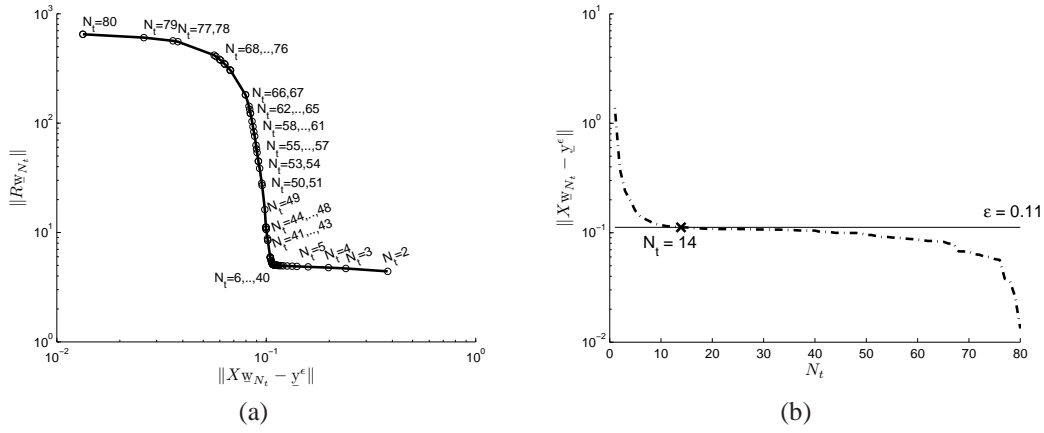 10³
10²
10¹
10⁰
‖Rw̲_{N_t}‖
N_t=80
N_t=79
N_t=77,78
N_t=68,..,76
N_t=66,67
N_t=62,..,65
N_t=58,..,61
N_t=55,..,57
N_t=53,54
N_t=50,51
N_t=49
N_t=44,..,48
N_t=41,..,43
N_t=5
N_t=4
N_t=3
N_t=2
N_t=6,..,40
10⁻²
10⁻¹
10⁰
‖Xw̲_{N_t} − y̲^ϵ‖
(a)
10¹
10⁰
10⁻¹
10⁻²
‖Xw̲_{N_t} − y̲^ϵ‖
ε = 0.11
N_t = 14
0 10 20 30 40 50 60 70 80
N_t
(b)